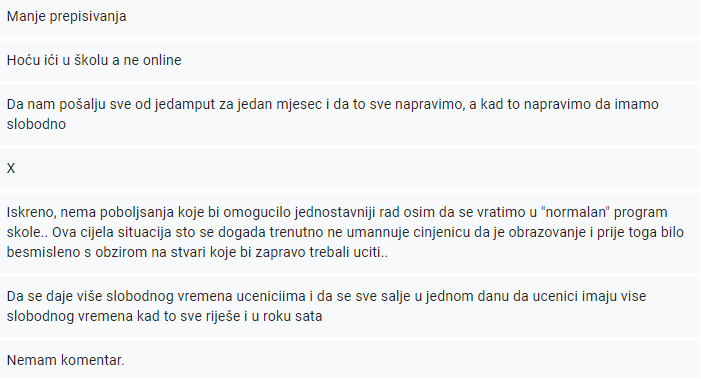 Manje prepisivanja
Hoću ići u školu a ne online
Da nam pošalju sve od jedamput za jedan mjesec i da to sve napravimo, a kad to napravimo da imamo
slobodno
X
Iskreno, nema poboljsanja koje bi omogucilo jednostavniji rad osim da se vratimo u "normalan" program
skole.. Ova cijela situacija sto se dogada trenutno ne umannuje cinjenicu da je obrazovanje i prije toga bilo
besmisleno s obzirom na stvari koje bi zapravo trebali uciti..
Da se daje više slobodnog vremena uceniciima i da se sve salje u jednom danu da ucenici imaju vise
slobodnog vremena kad to sve riješe i u roku sata
Nemam komentar.